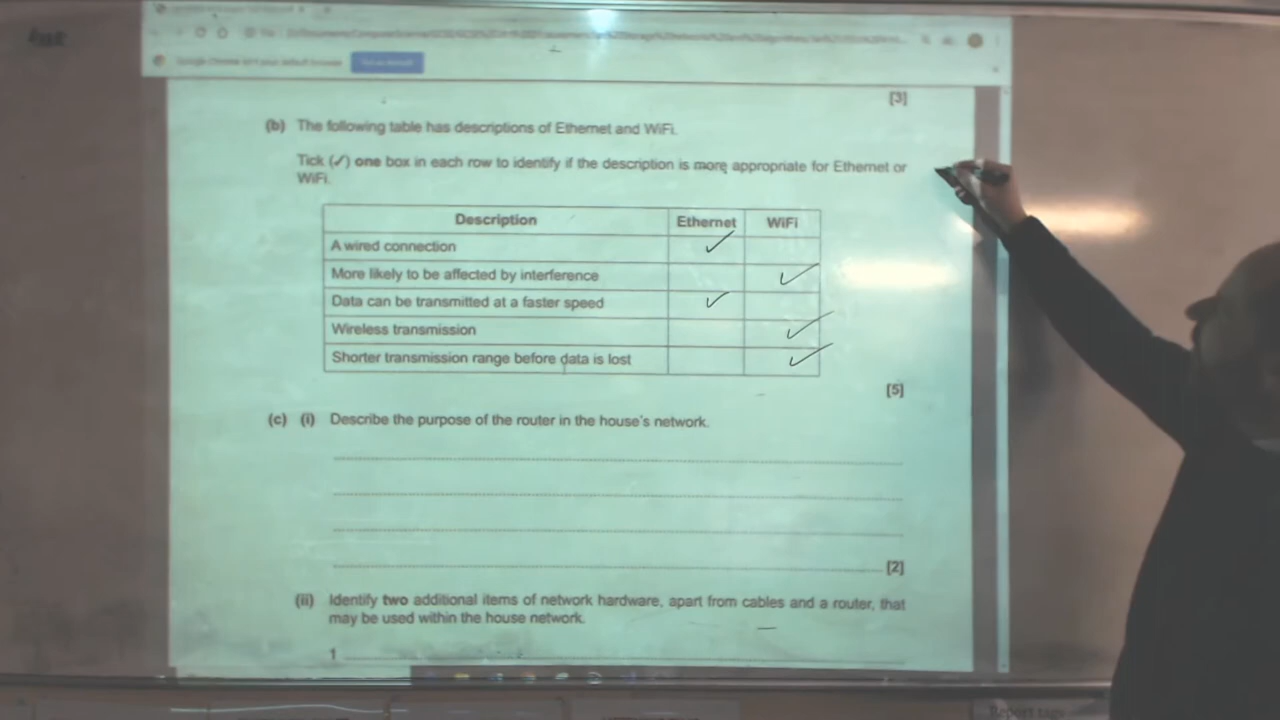 [3]
(b) The following table has descriptions of Ethernet and WiFi.
Tick (✓) one box in each row to identify if the description is more appropriate for Ethernet or
WiFi.
Description Ethernet WiFi
A wired connection ✓
More likely to be affected by interference ✓
Data can be transmitted at a faster speed ✓
Wireless transmission ✓
Shorter transmission range before data is lost ✓
[5]
(c) (i) Describe the purpose of the router in the house's network.
[2]
(ii) Identify two additional items of network hardware, apart from cables and a router, that
may be used within the house network.
1